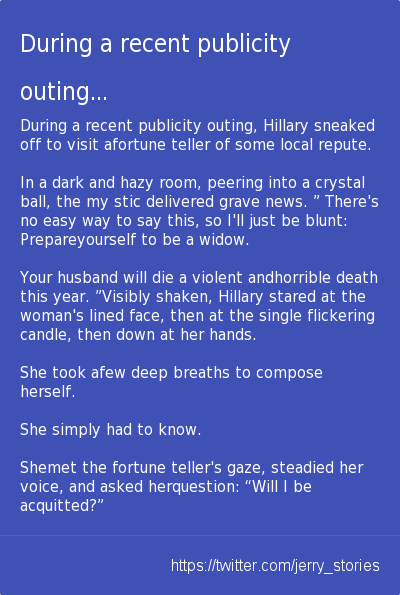 During a recent publicity
outing...
During a recent publicity outing, Hillary sneaked
off to visit afortune teller of some local repute.
In a dark and hazy room, peering into a crystal
ball, the my stic delivered grave news. ” There's
no easy way to say this, so I'll just be blunt:
Prepareyourself to be a widow.
Your husband will die a violent andhorrible death
this year. ”Visibly shaken, Hillary stared at the
woman's lined face, then at the single flickering
candle, then down at her hands.
She took afew deep breaths to compose
herself.
She simply had to know.
Shemet the fortune teller's gaze, steadied her
voice, and asked herquestion: “Will I be
acquitted?”
https://twitter.com/jerry_stories